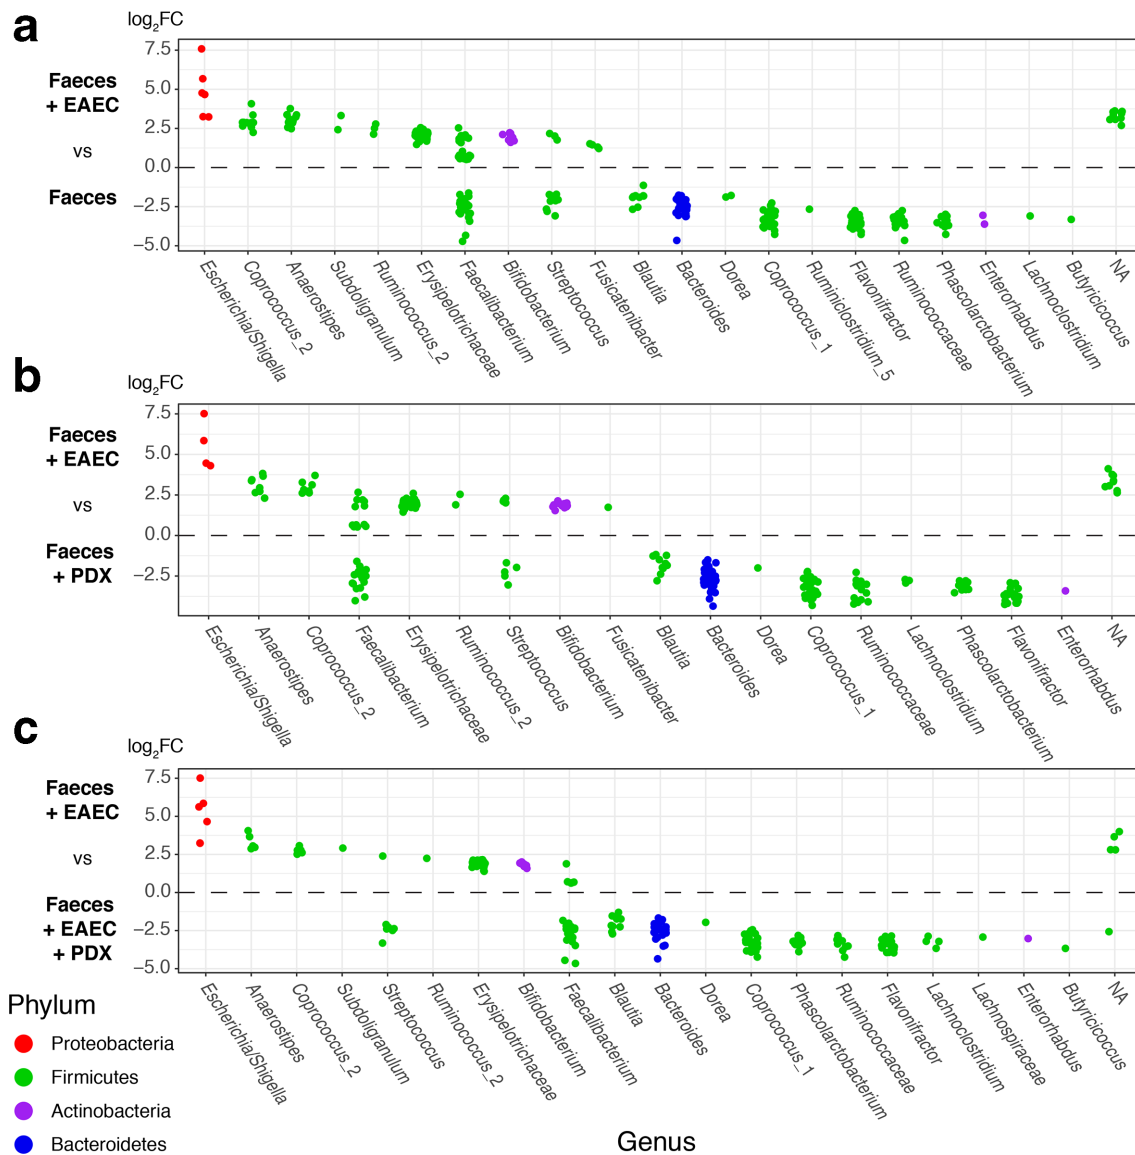 a
log2FC
7.5
5.0
2.5
0.0
−2.5
−5.0
Faeces
+ EAEC
vs
Faeces
Escherichia/Shigella
Coprococcus_2
Anaerostipes
Subdoligranulum
Ruminococcus_2
Erysipelotrichaceae
Faecalibacterium
Bifidobacterium
Streptococcus
Fusicatenibacter
Blautia
Bacteroides
Dorea
Coprococcus_1
Ruminiclostridium_5
Flavonifractor
Ruminococcaceae
Phascolarctobacterium
Enterorhabdus
Lachnoclostridium
Butyricicoccus
NA
b
log2FC
7.5
5.0
2.5
0.0
−2.5
Faeces
+ EAEC
vs
Faeces
+ PDX
Escherichia/Shigella
Anaerostipes
Coprococcus_2
Faecalibacterium
Erysipelotrichaceae
Ruminococcus_2
Streptococcus
Bifidobacterium
Fusicatenibacter
Blautia
Bacteroides
Dorea
Coprococcus_1
Ruminococcaceae
Lachnoclostridium
Phascolarctobacterium
Flavonifractor
Enterorhabdus
NA
c
log2FC
7.5
5.0
2.5
0.0
−2.5
−5.0
Faeces
+ EAEC
vs
Faeces
+ EAEC
+ PDX
Escherichia/Shigella
Anaerostipes
Coprococcus_2
Subdoligranulum
Streptococcus
Ruminococcus_2
Erysipelotrichaceae
Bifidobacterium
Faecalibacterium
Blautia
Bacteroides
Dorea
Coprococcus_1
Phascolarctobacterium
Ruminococcaceae
Flavonifractor
Lachnoclostridium
Lachnospiraceae
Enterorhabdus
Butyricicoccus
NA
Phylum
Proteobacteria
Firmicutes
Actinobacteria
Bacteroidetes
Genus